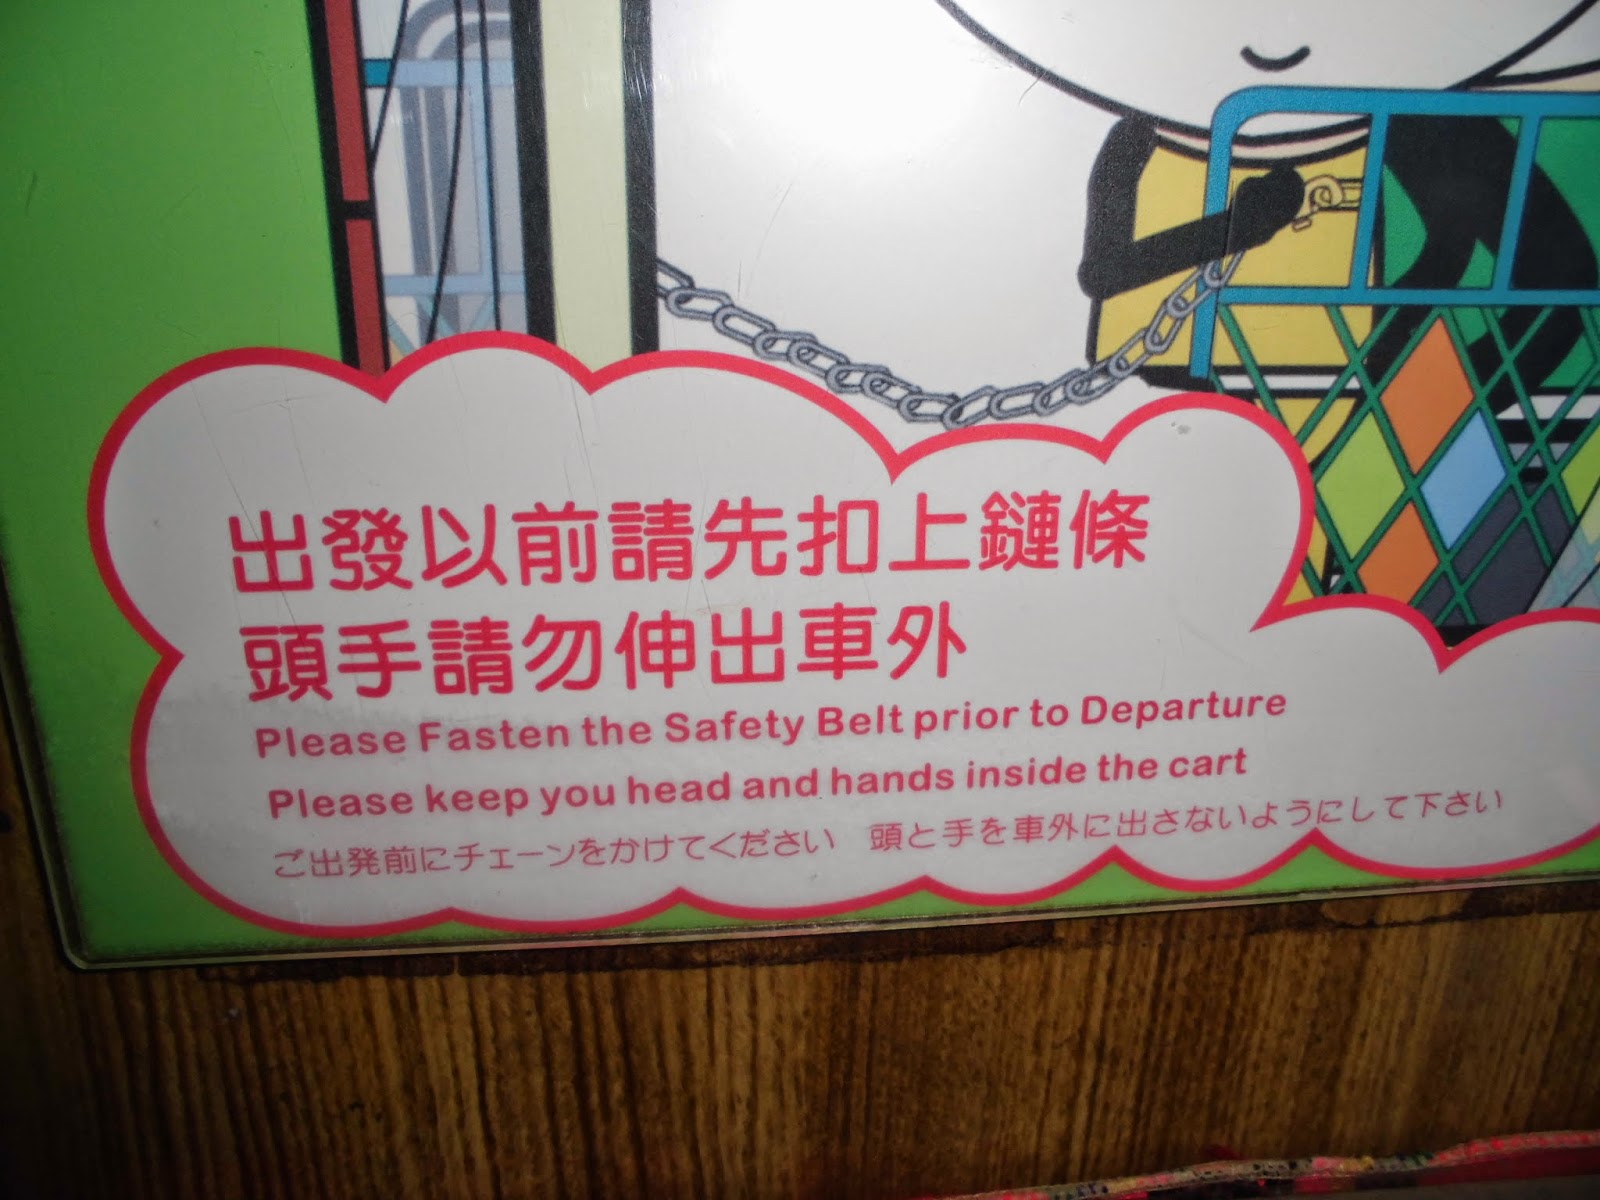 出發以前請先扣上鏈條
頭手請勿伸出車外
Please Fasten the Safety Belt prior to Departure
Please keep you head and hands inside the cart
ご出発前にチェーンをかけてください　頭と手を車外に出さないようにして下さい